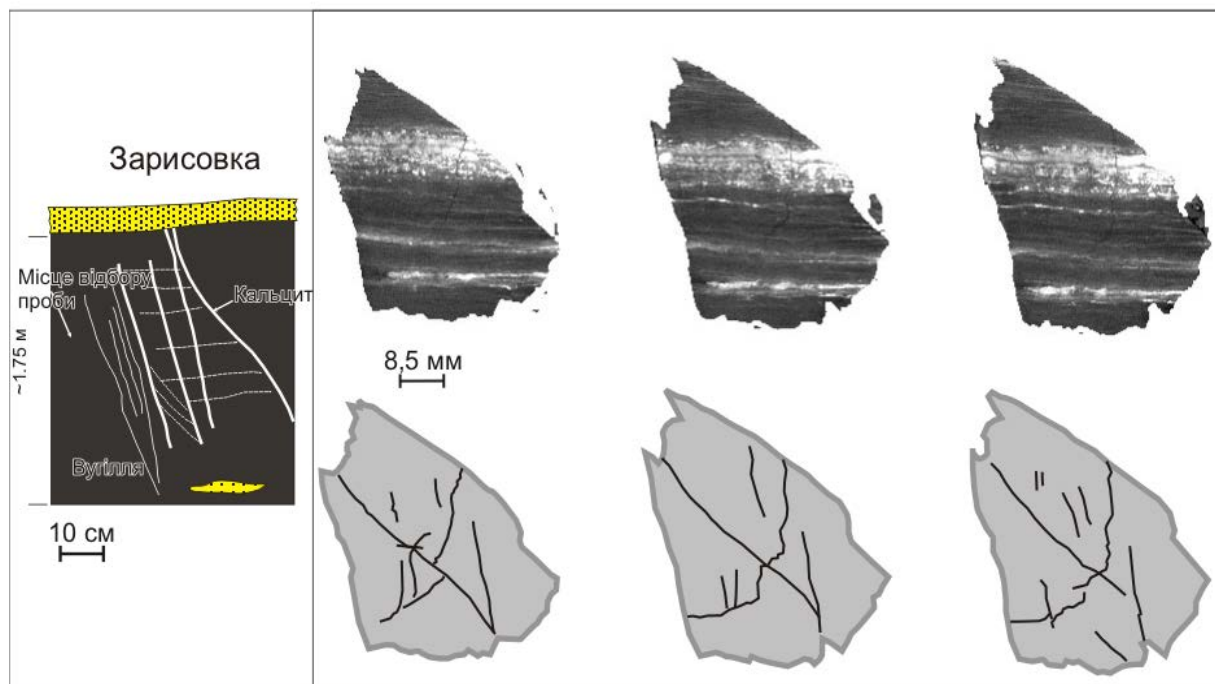 Зарисовка
Місце відбору
проби
Кальцит
~1.75 м
Вугілля
10 см
8,5 мм